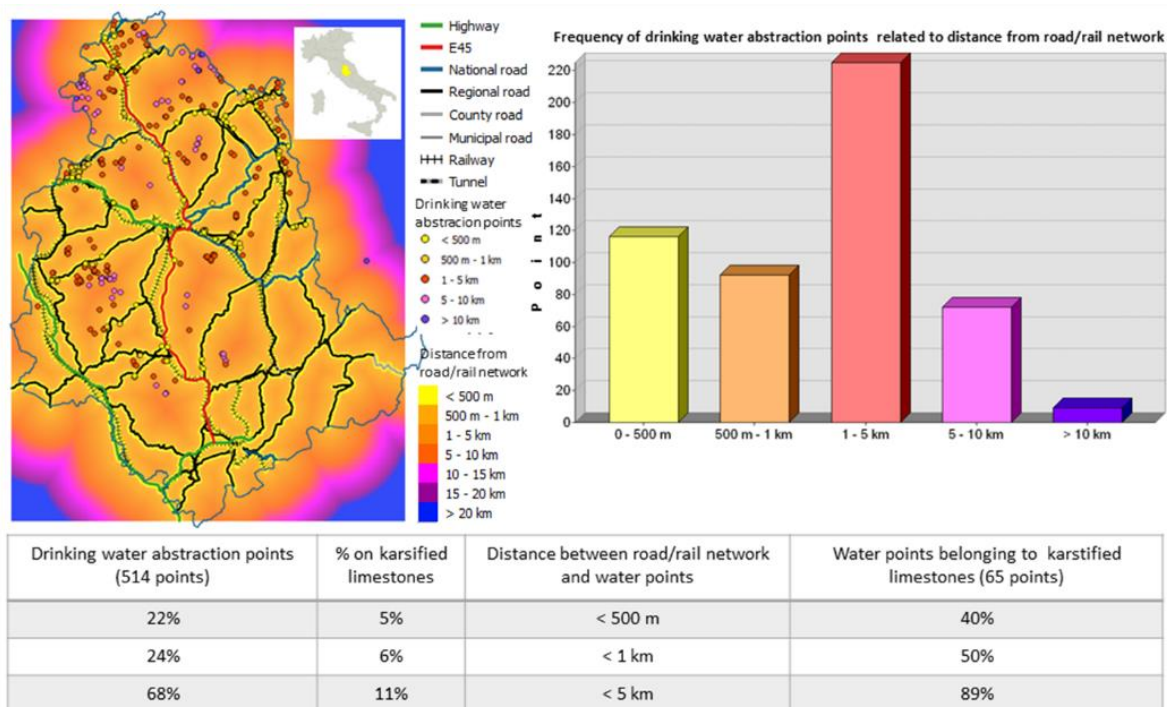 Highway
E45
National road
Regional road
County road
Municipal road
Railway
Tunnel
Drinking water
abstracion points
< 500 m
500 m - 1 km
1 - 5 km
5 - 10 km
> 10 km
Distance from
road/rail network
< 500 m
500 m - 1 km
1 - 5 km
5 - 10 km
10 - 15 km
15 - 20 km
> 20 km
Frequency of drinking water abstraction points related to distance from road/rail network
220
200
180
160
140
120
100
80
60
40
20
0
Point
0 - 500 m 500 m - 1 km 1 - 5 km 5 - 10 km > 10 km
Drinking water abstraction points (514 points) % on karsified limestones Distance between road/rail network and water points Water points belonging to karstified limestones (65 points)
22% 5% < 500 m 40%
24% 6% < 1 km 50%
68% 11% < 5 km 89%